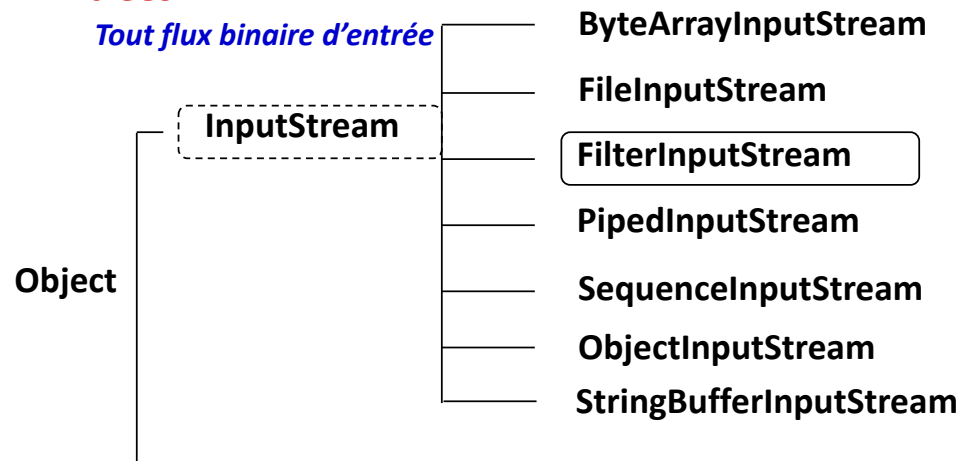 Tout flux binaire d'entrée
ByteArrayInputStream
FileInputStream
InputStream
FilterInputStream
PipedInputStream
Object
SequenceInputStream
ObjectInputStream
StringBufferInputStream